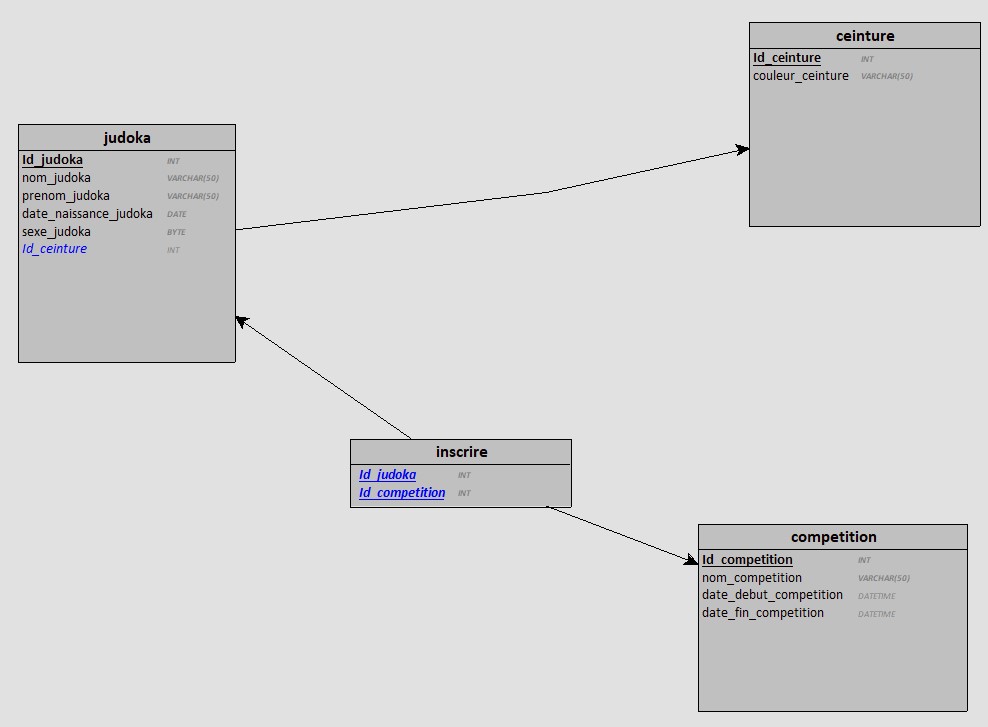 ceinture
Id_ceinture INT
couleur_ceinture VARCHAR(50)
judoka
Id_judoka INT
nom_judoka VARCHAR(50)
prenom_judoka VARCHAR(50)
date_naissance_judoka DATE
sexe_judoka BYTE
Id_ceinture INT
inscrire
Id_judoka INT
Id_competition INT
competition
Id_competition INT
nom_competition VARCHAR(50)
date_debut_competition DATETIME
date_fin_competition DATETIME